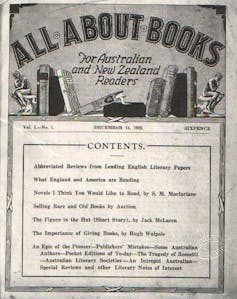 ALL ABOUT BOOKS
For Australian
and New Zealand
Readers
Vol. 1.—No. 1. DECEMBER 14, 1928. SIXPENCE
CONTENTS.
Abbreviated Reviews from Leading English Literary Papers
What England and America are Reading
Novels I Think You Would Like to Read, by S. M. Macfarlane
Selling Rare and Old Books by Auction
The Figure in the Hut (Short Story), by Jack McLaren
The Importance of Giving Books, by Hugh Walpole
An Epic of the Pioneer—Publishers' Mistakes—Some Australian
Authors—Pocket Editions of To-day—The Tragedy of Rossetti
—Australian Literary Societies—An Intrepid Australian—
Special Reviews and other Literary Notes of Interest